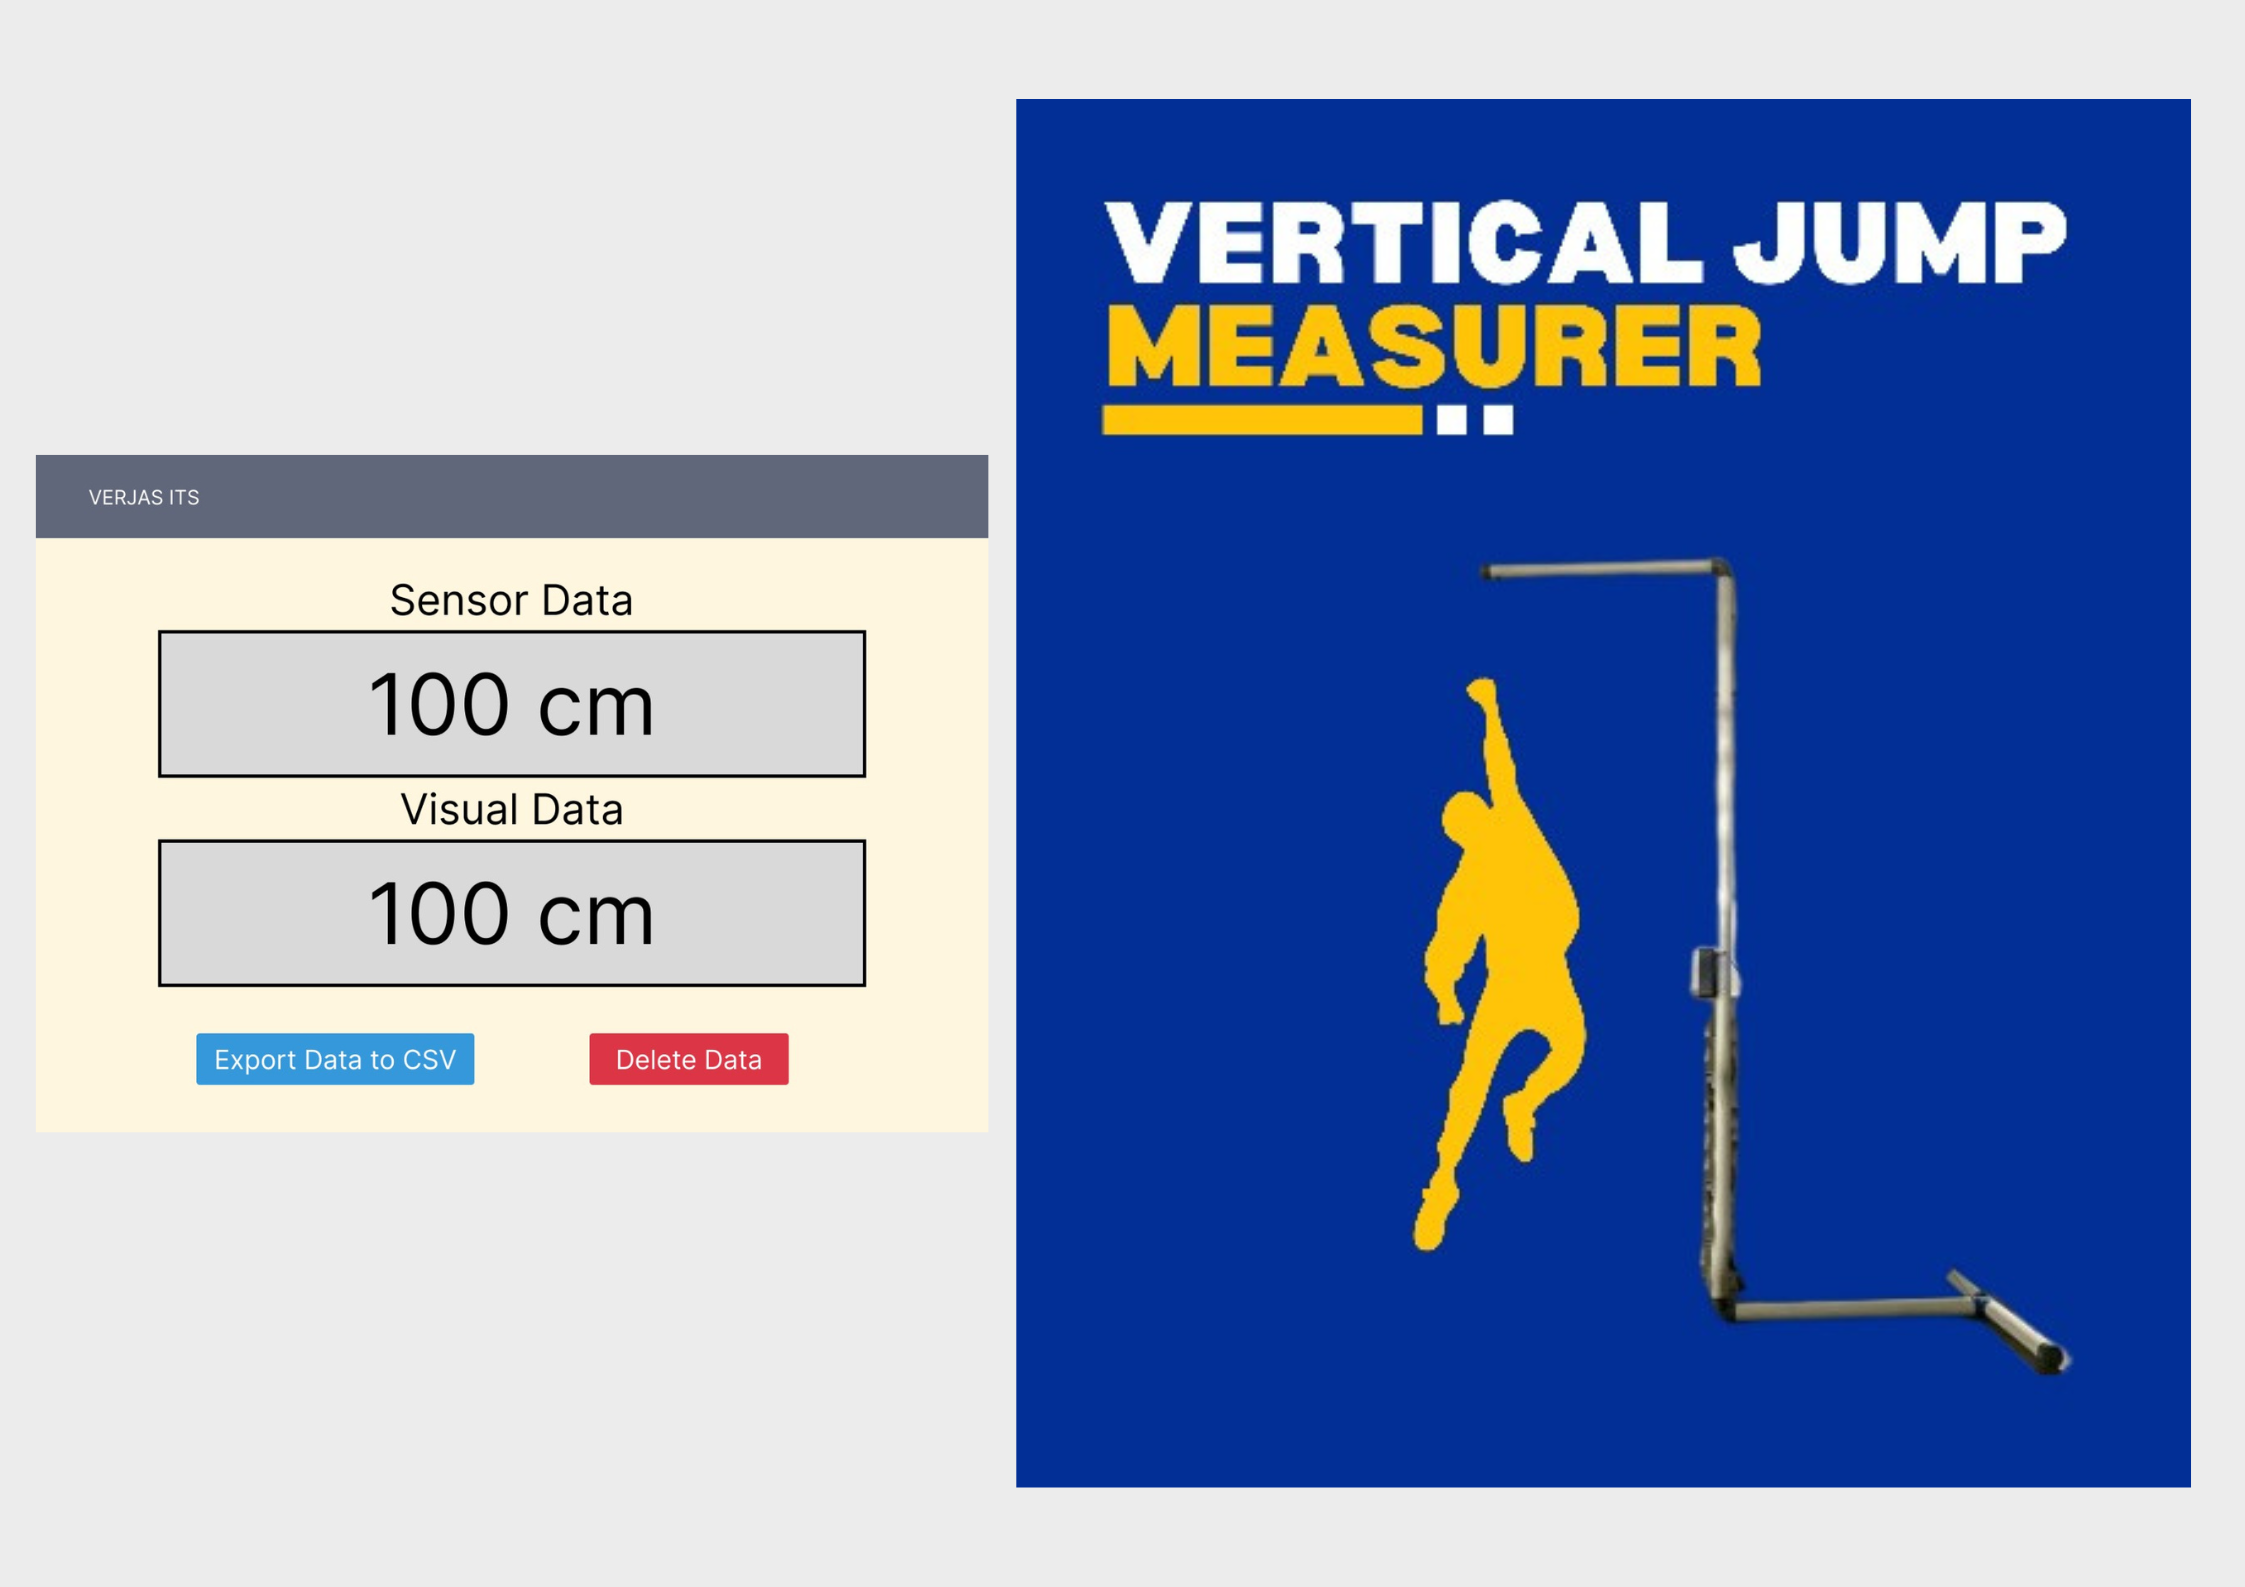 VERJAS ITS
Sensor Data
100 cm
Visual Data
100 cm
Export Data to CSV
Delete Data
VERTICAL JUMP
MEASURER